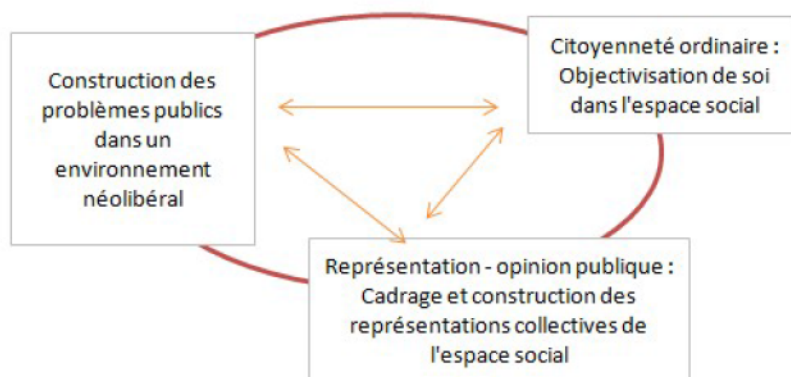 Construction des
problèmes publics
dans un
environnement
néolibéral
Citoyenneté ordinaire :
Objectivisation de soi
dans l'espace social
Représentation - opinion publique :
Cadrage et construction des
représentations collectives de
l'espace social